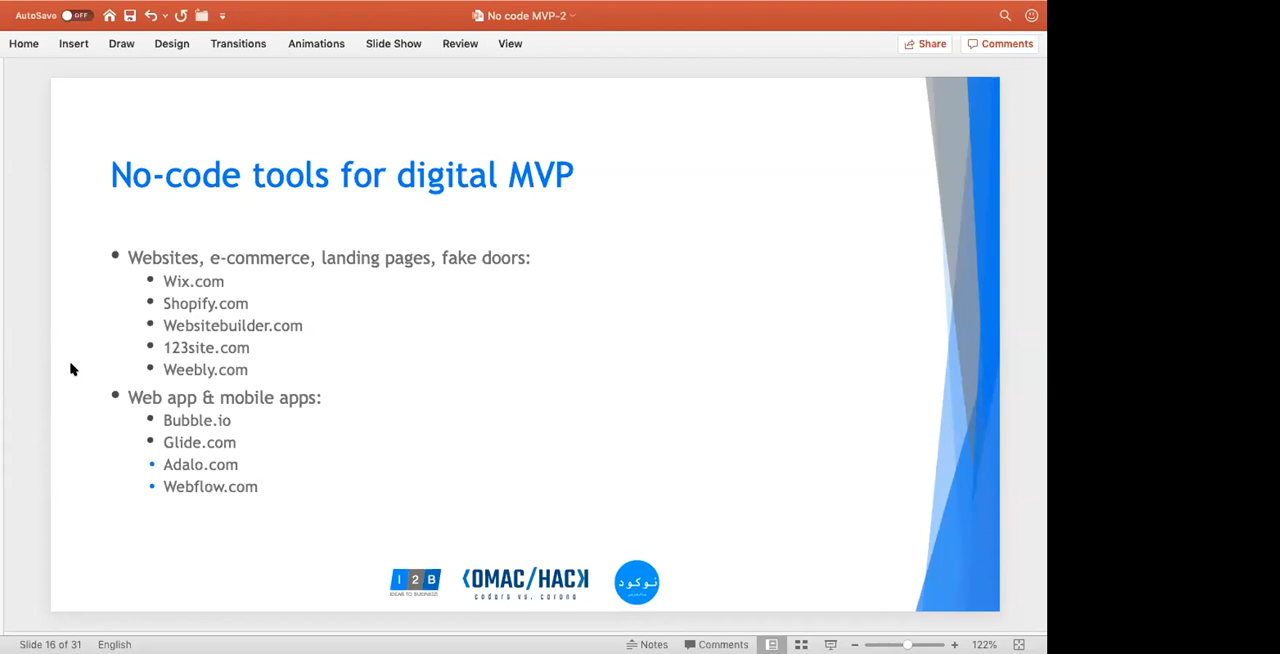 AutoSave OFF
No code MVP-2
Home Insert Draw Design Transitions Animations Slide Show Review View
Share Comments
No-code tools for digital MVP
Websites, e-commerce, landing pages, fake doors:
Wix.com
Shopify.com
Websitebuilder.com
123site.com
Weebly.com
Web app & mobile apps:
Bubble.io
Glide.com
Adalo.com
Webflow.com
I 2 B
IDEAS TO BUSINESS
OMAC/HACK
coders vs. corona
نوكود
Slide 16 of 31 English
Notes Comments
122%